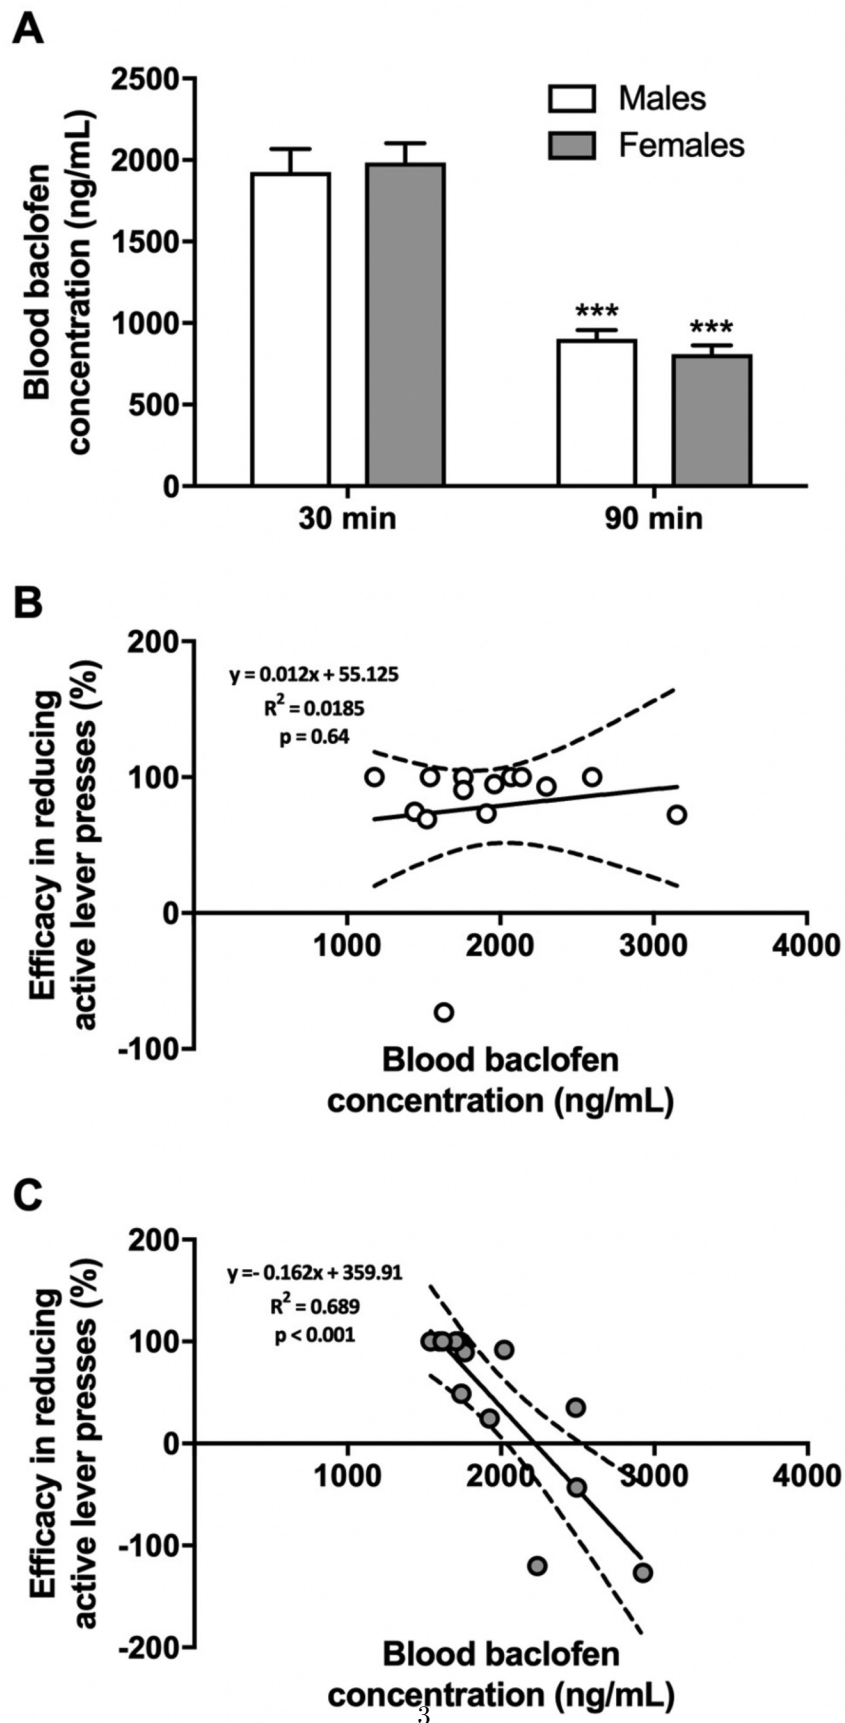 A
2500
2000
1500
1000
500
0
Blood baclofen
concentration (ng/mL)
Males
Females
***
***
30 min
90 min
B
200
100
0
-100
Efficacy in reducing
active lever presses (%)
y = 0.012x + 55.125
R² = 0.0185
p = 0.64
1000 2000 3000 4000
Blood baclofen
concentration (ng/mL)
C
200
100
0
-100
-200
Efficacy in reducing
active lever presses (%)
y =- 0.162x + 359.91
R² = 0.689
p < 0.001
1000 2000 3000 4000
Blood baclofen
concentration (ng/mL)
3